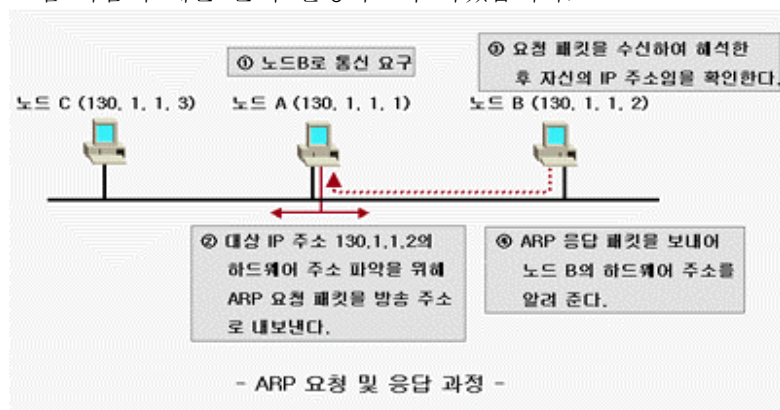 ① 노드B로 통신 요구
③ 요청 패킷을 수신하여 해석한
후 자신의 IP 주소임을 확인한다.
노드 C (130, 1, 1, 3)
노드 A (130, 1, 1, 1)
노드 B (130, 1, 1, 2)
② 대상 IP 주소 130,1,1,2의
하드웨어 주소 파악을 위해
ARP 요청 패킷을 방송 주소
로 내보낸다.
④ ARP 응답 패킷을 보내어
노드 B의 하드웨어 주소를
알려 준다.
- ARP 요청 및 응답 과정 -